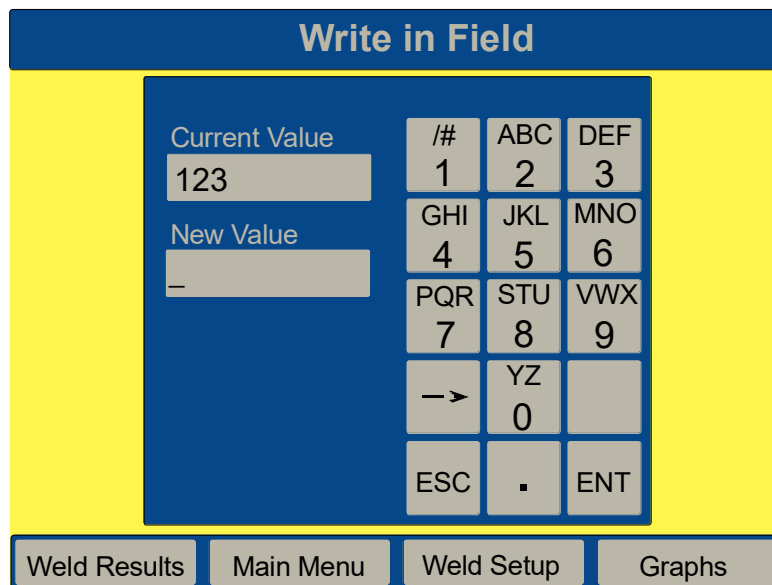 Write in Field
Current Value
123
New Value
_
/#
1
ABC
2
DEF
3
GHI
4
JKL
5
MNO
6
PQR
7
STU
8
VWX
9
YZ
0
ESC
.
ENT
Weld Results
Main Menu
Weld Setup
Graphs